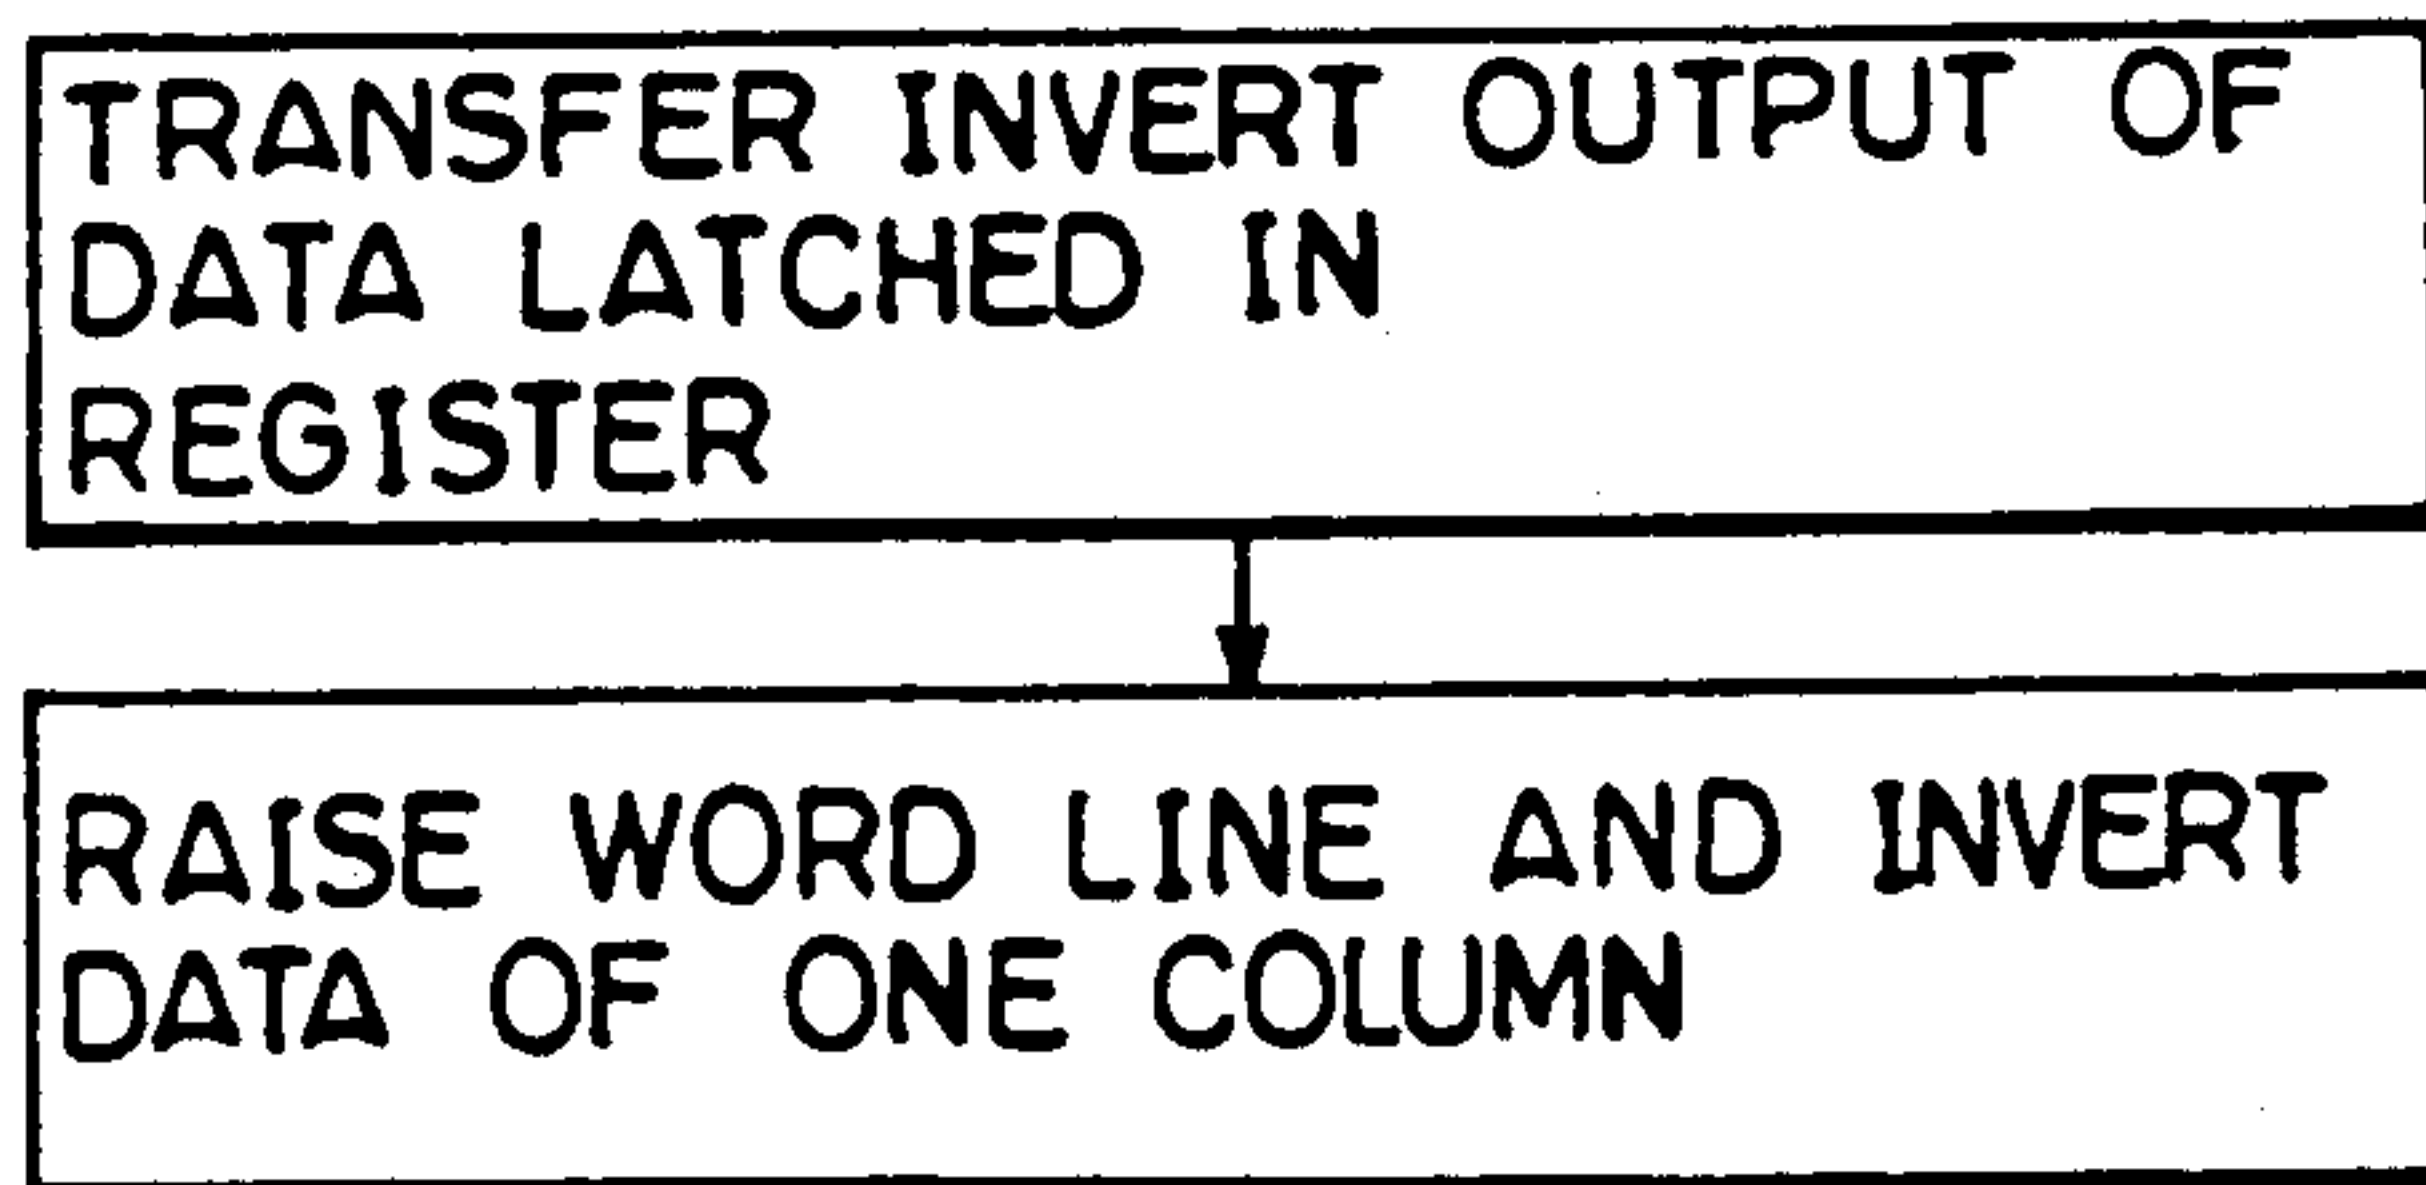 TRANSFER INVERT OUTPUT OF
DATA LATCHED IN
REGISTER
RAISE WORD LINE AND INVERT
DATA OF ONE COLUMN